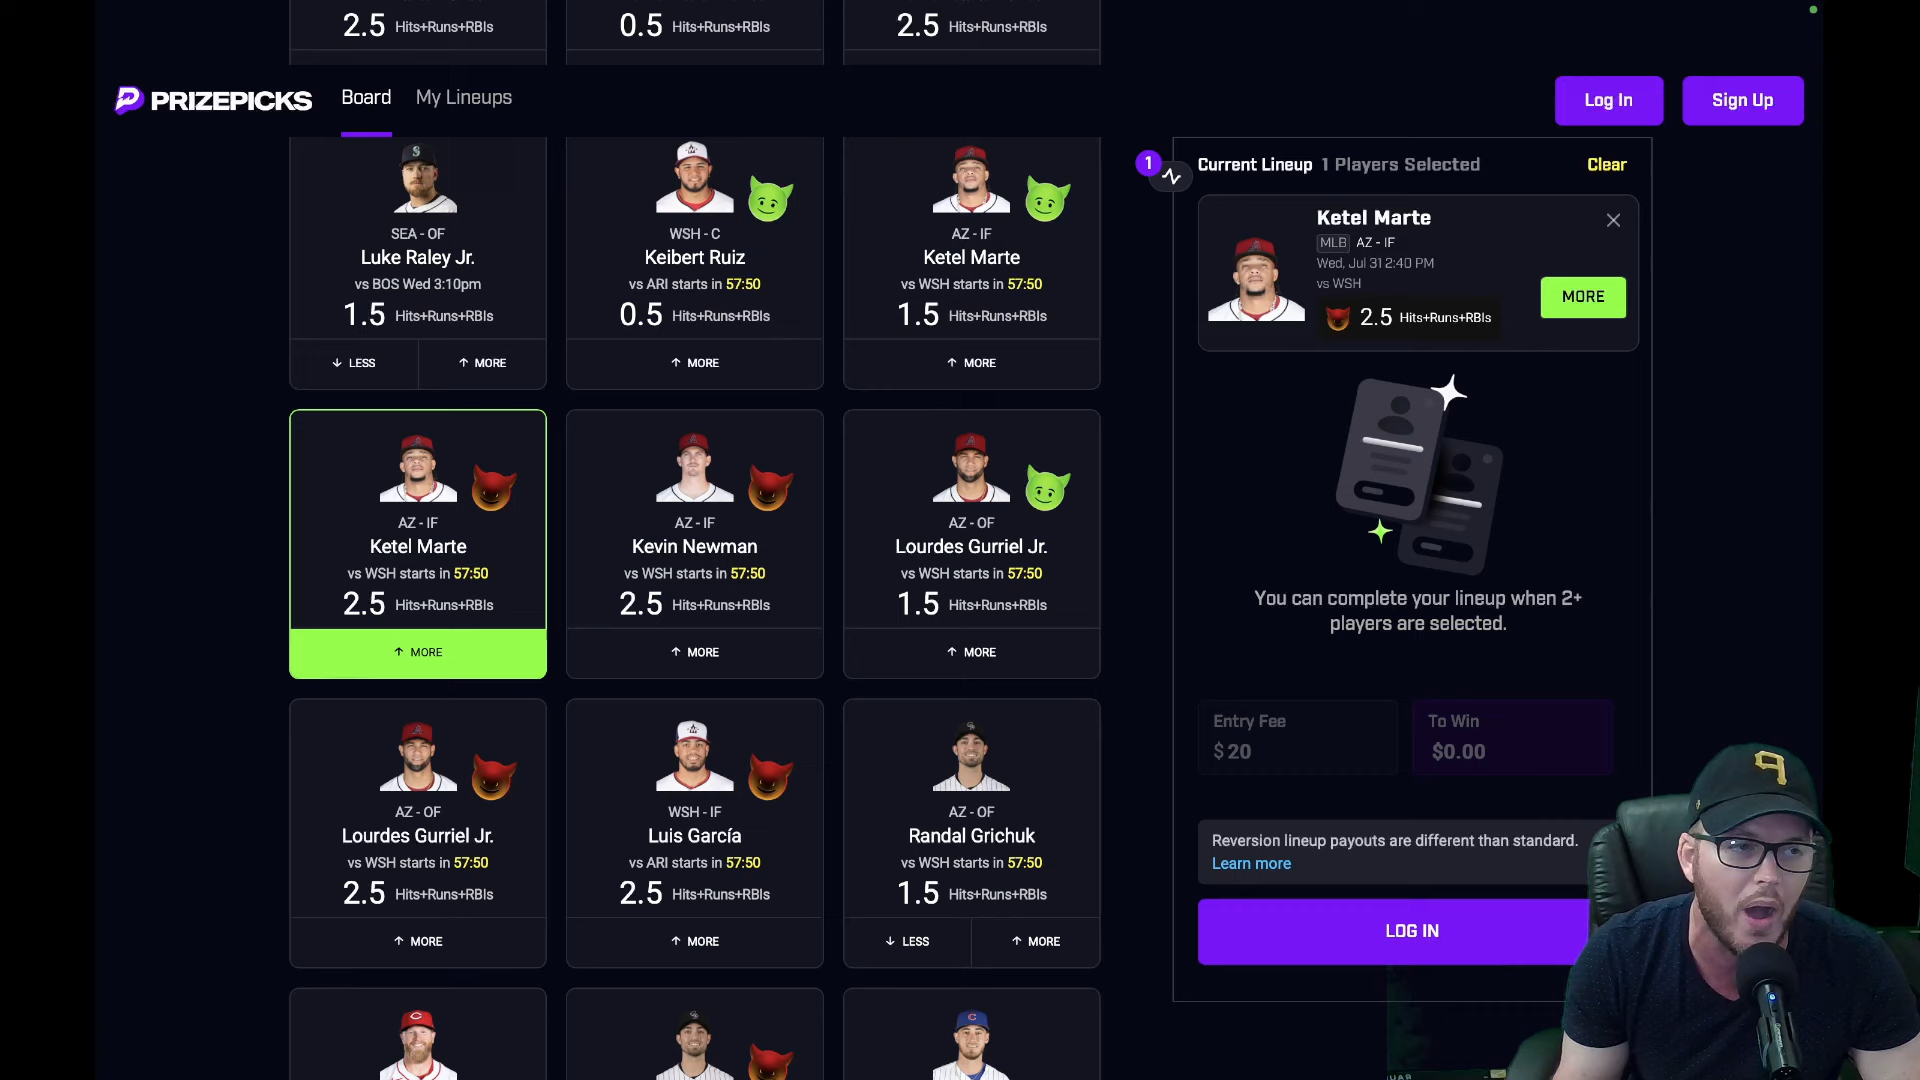 2.5 Hits+Runs+RBIs
0.5 Hits+Runs+RBIs
2.5 Hits+Runs+RBIs
PRIZEPICKS
Board
My Lineups
Log In
Sign Up
SEA - OF
Luke Raley Jr.
vs BOS Wed 3:10pm
1.5 Hits+Runs+RBIs
↓ LESS
↑ MORE
WSH - C
Keibert Ruiz
vs ARI starts in 57:50
0.5 Hits+Runs+RBIs
↑ MORE
AZ - IF
Ketel Marte
vs WSH starts in 57:50
1.5 Hits+Runs+RBIs
↑ MORE
AZ - IF
Ketel Marte
vs WSH starts in 57:50
2.5 Hits+Runs+RBIs
↑ MORE
AZ - IF
Kevin Newman
vs WSH starts in 57:50
2.5 Hits+Runs+RBIs
↑ MORE
AZ - OF
Lourdes Gurriel Jr.
vs WSH starts in 57:50
1.5 Hits+Runs+RBIs
↑ MORE
AZ - OF
Lourdes Gurriel Jr.
vs WSH starts in 57:50
2.5 Hits+Runs+RBIs
↑ MORE
WSH - IF
Luis García
vs ARI starts in 57:50
2.5 Hits+Runs+RBIs
↑ MORE
AZ - OF
Randal Grichuk
vs WSH starts in 57:50
1.5 Hits+Runs+RBIs
↓ LESS
↑ MORE
1
Current Lineup 1 Players Selected
Clear
Ketel Marte
MLB AZ - IF
Wed, Jul 31 2:40 PM
vs WSH
2.5 Hits+Runs+RBIs
MORE
You can complete your lineup when 2+
players are selected.
Entry Fee
$ 20
To Win
$0.00
Reversion lineup payouts are different than standard.
Learn more
LOG IN